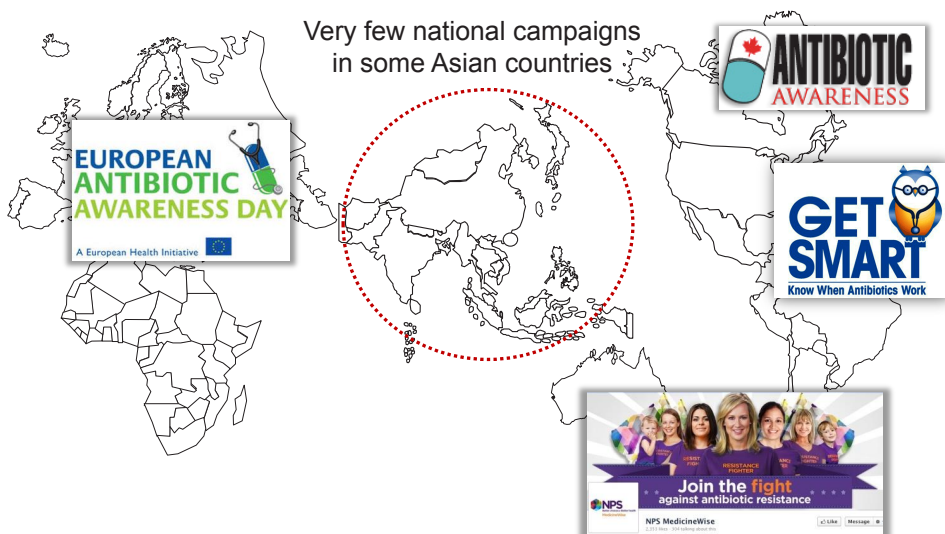 Very few national campaigns
in some Asian countries
ANTIBIOTIC
AWARENESS
EUROPEAN
ANTIBIOTIC
AWARENESS DAY
A European Health Initiative
GET
SMART
Know When Antibiotics Work
RESISTANCE
FIGHTER
Join the fight
against antibiotic resistance
NPS
MedicineWise
NPS MedicineWise
Like Message